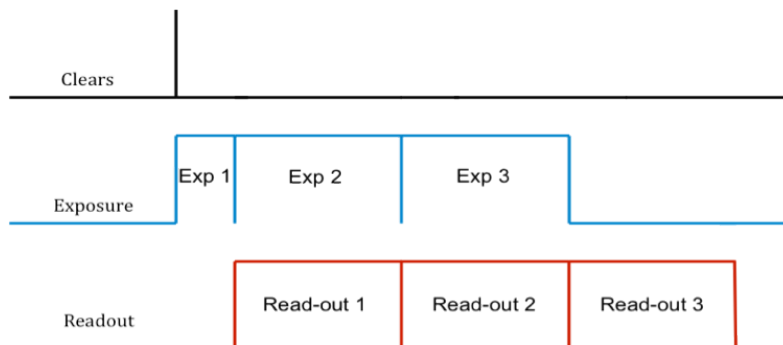 Clears
Exp 1 Exp 2 Exp 3
Exposure
Read-out 1 Read-out 2 Read-out 3
Readout